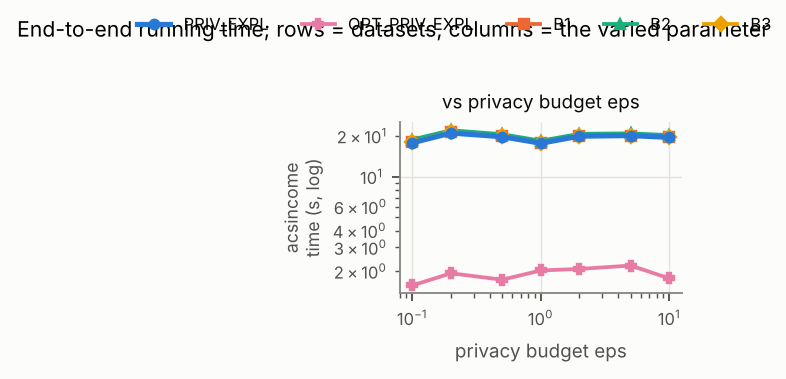 PRIV-EXPL OPT-PRIV-EXPL B1 B2 B3
End-to-end running time; rows = datasets, columns = the varied parameter
vs privacy budget eps
2 × 10¹
10¹
6 × 10⁰
4 × 10⁰
3 × 10⁰
2 × 10⁰
acsincome
time (s, log)
10⁻¹ 10⁰ 10¹
privacy budget eps